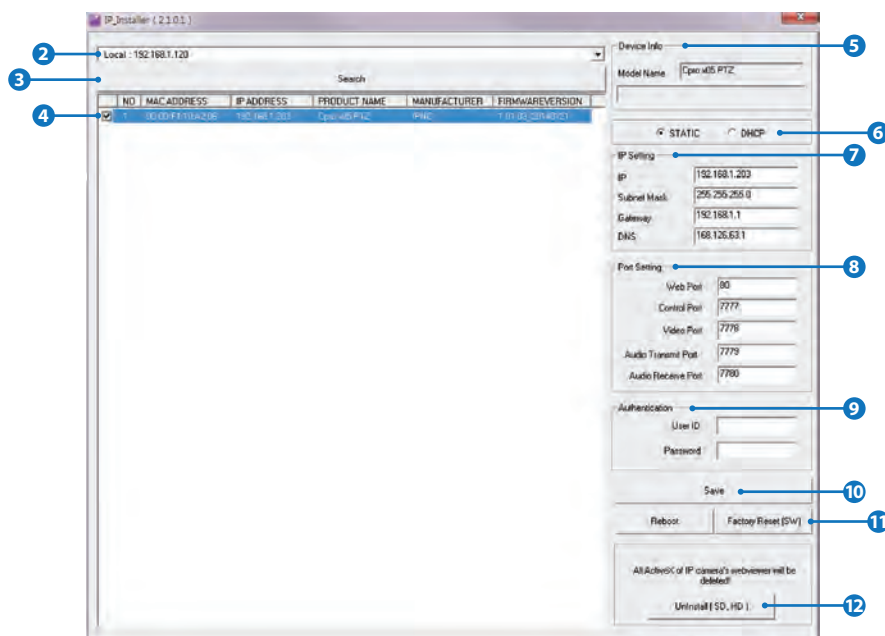 IP_Installer ( 2.1.0.1 )
2
Local : 192.168.1.120
3
Search
NO MAC ADDRESS IP ADDRESS PRODUCT NAME MANUFACTURER FIRMWAREVERSION
4
1 192.168.1.203
Device Info
5
Model Name
PTZ
STATIC DHCP
6
IP Setting
7
IP 192.168.1.203
Subnet Mask 255.255.255.0
Gateway 192.168.1.1
DNS 168.126.63.1
Port Setting
8
Web Port 80
Control Port 7777
Video Port 7778
Audio Transmit Port 7779
Audio Receive Port 7780
Authentication
9
User ID
Password
Save
10
Reboot Factory Reset (SW)
11
All ActiveX of IP camera's webviewer will be
deleted!
UnInstall ( SD, HD )
12